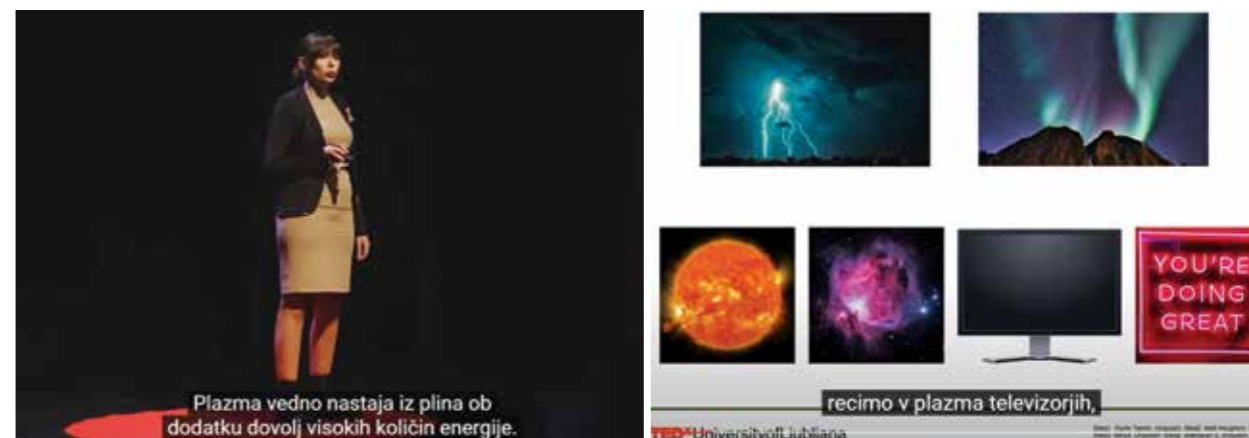 Plazma vedno nastaja iz plina ob
dodatku dovolj visokih količin energije.
YOU'RE
DOING
GREAT
recimo v plazma televizorjih,
TEDxUniversityofLjubljana